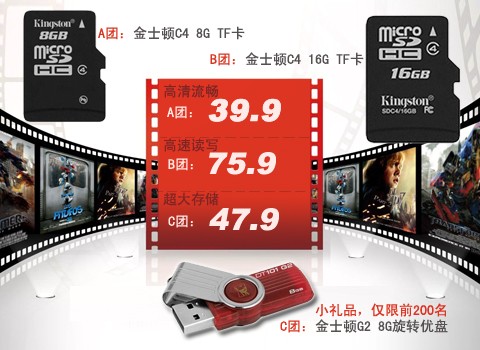 Kingston
8GB
micro
SD
HC 4
A团：金士顿C4 8G TF卡
B团：金士顿C4 16G TF卡
micro
SD
HC 4
16GB
Kingston
SDC4/16GB
FC
高清流畅
A团：39.9
高速读写
B团：75.9
超大存储
C团：47.9
DT101 G2
8GB
小礼品，仅限前200名
C团：金士顿G2 8G旋转优盘